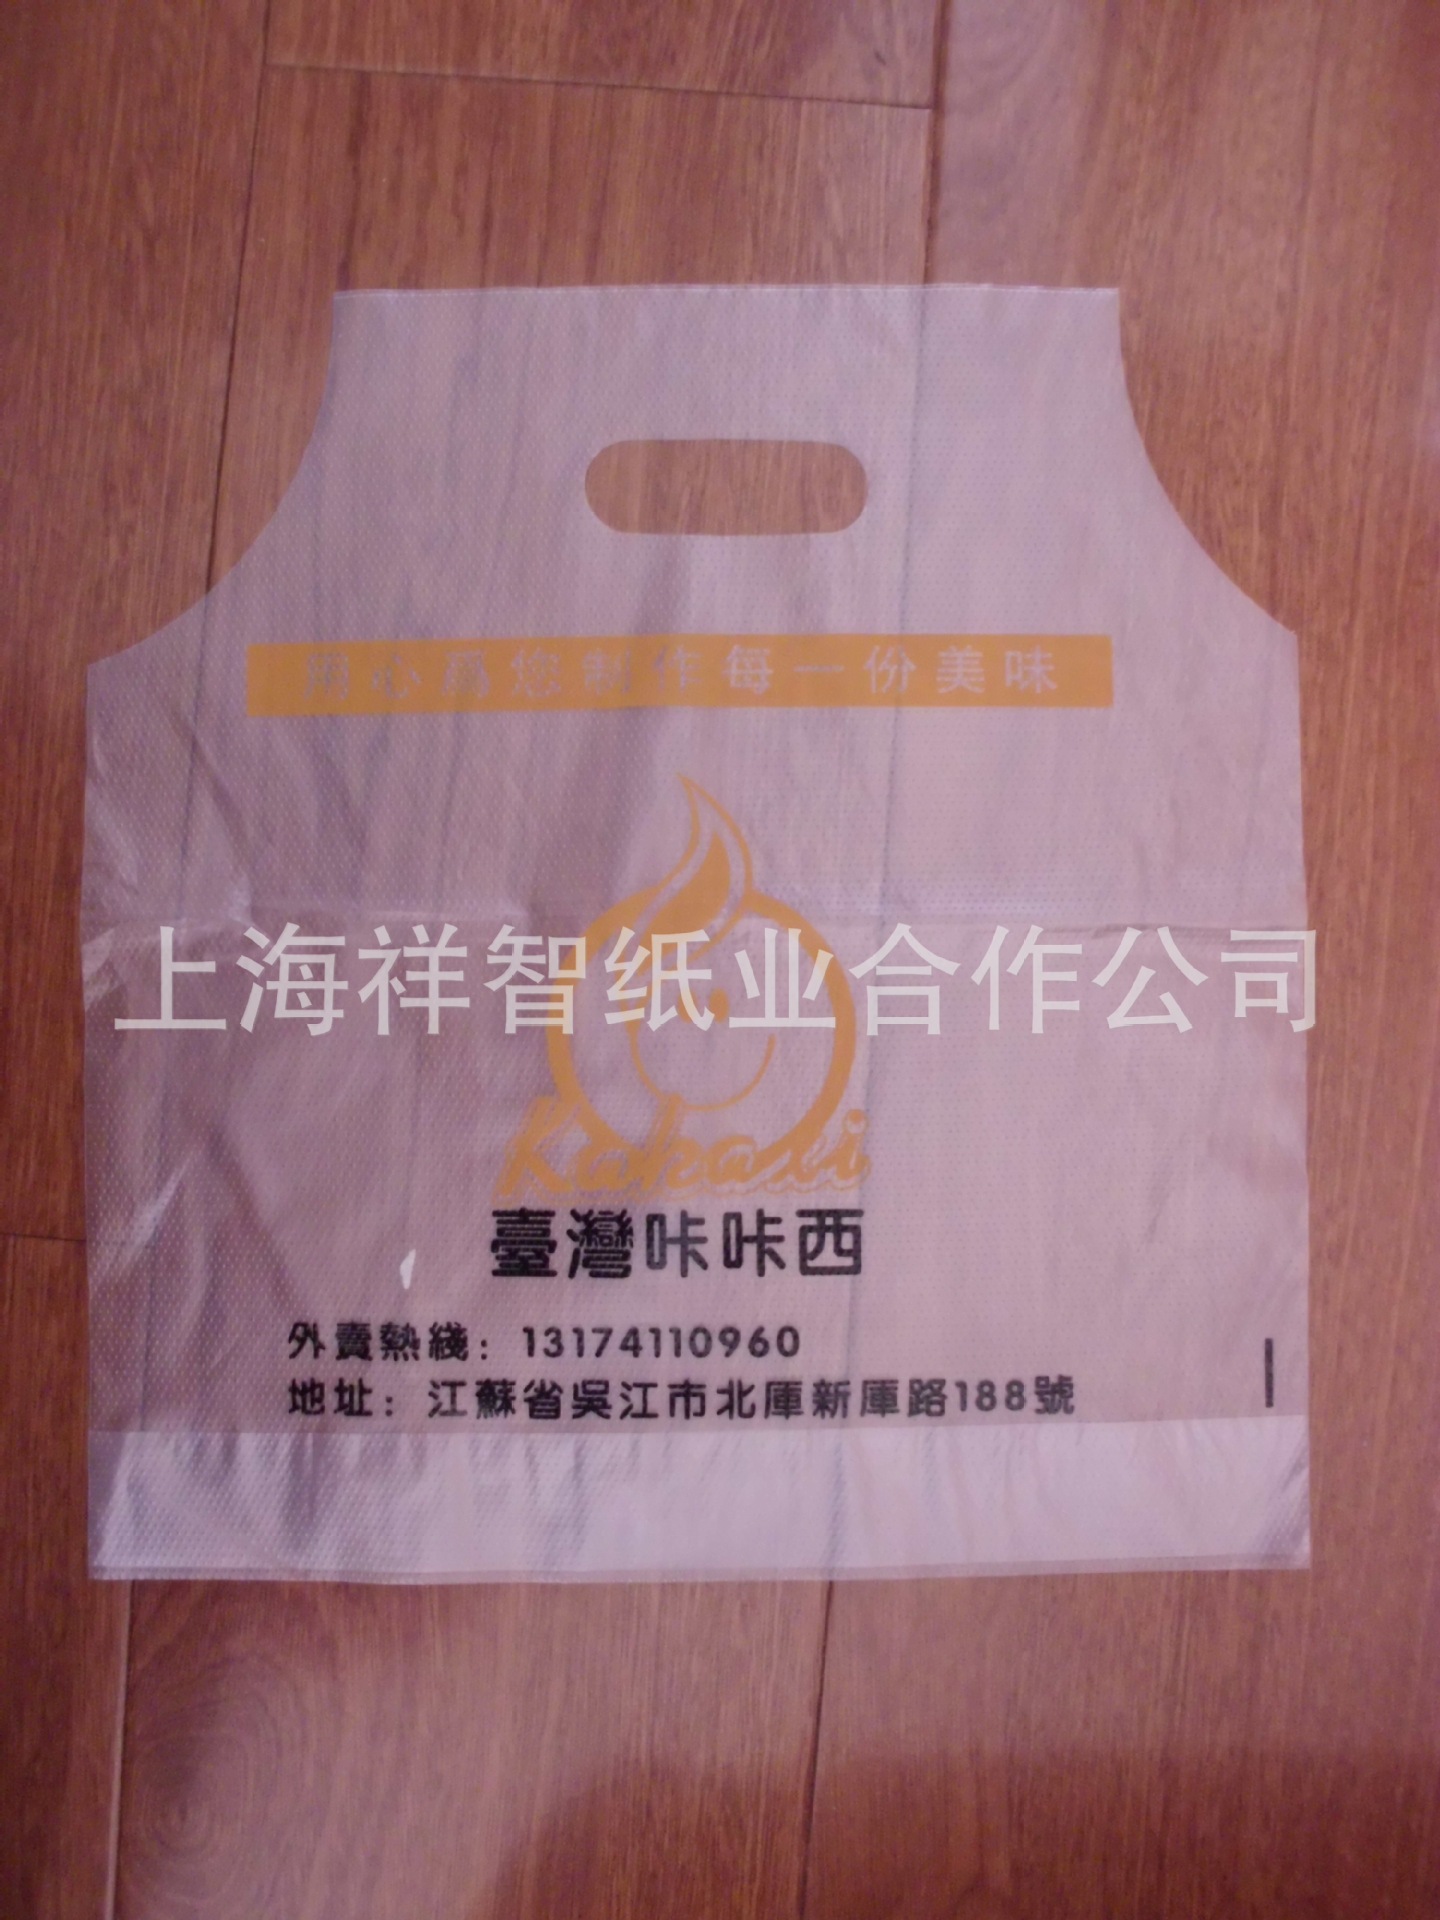 用心爲您制作每一份美味
上海祥智纸业合作公司
Kakaxi
臺灣咔咔西
外賣熱綫：13174110960
地址：江蘇省吳江市北厙新厙路188號